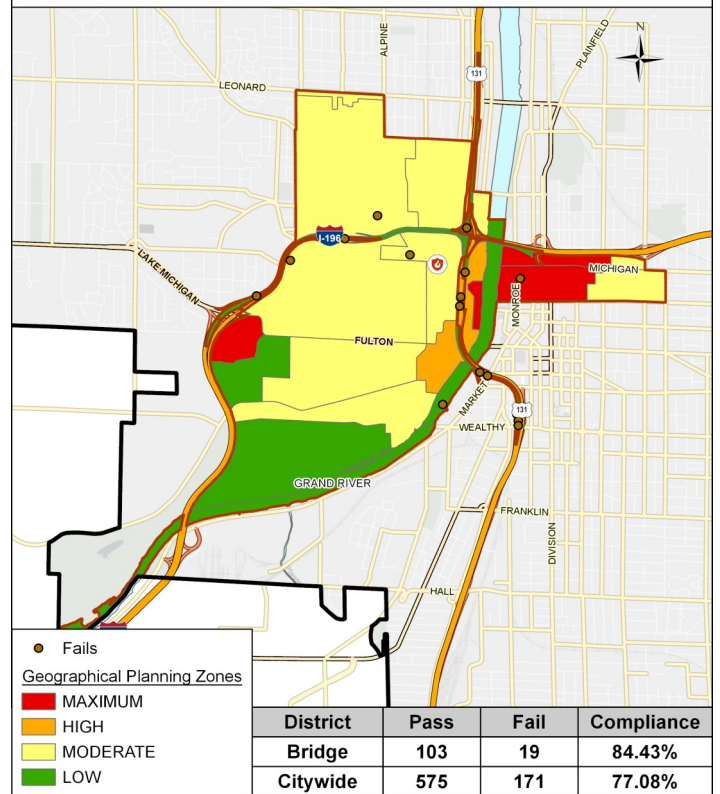 ALPINE
PLAINFIELD
N
131
LEONARD
I-196
LAKE MICHIGAN
MICHIGAN
MONROE
FULTON
MARKET
131
WEALTHY
GRAND RIVER
FRANKLIN
DIVISION
HALL
Fails
Geographical Planning Zones
MAXIMUM
HIGH
MODERATE
LOW
District Pass Fail Compliance
Bridge 103 19 84.43%
Citywide 575 171 77.08%